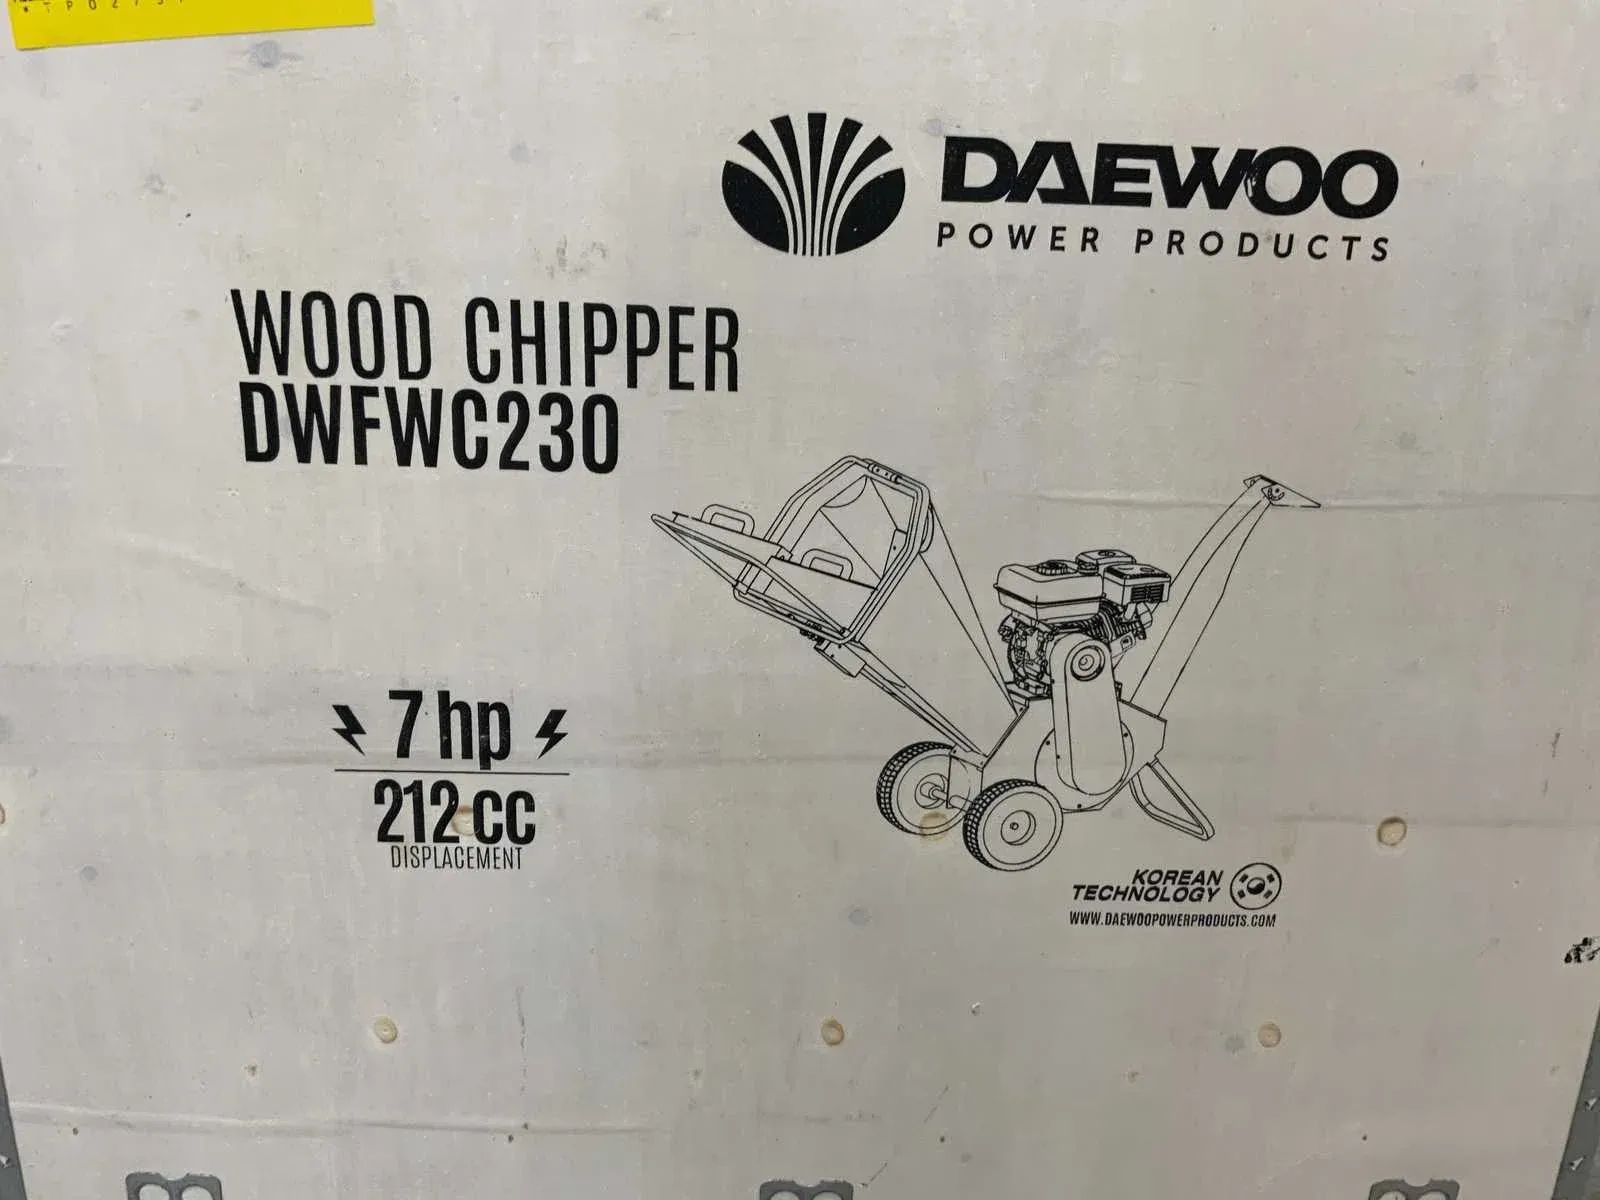 DAEWOO
POWER PRODUCTS
WOOD CHIPPER
DWFWC230
7 hp
212 cc
DISPLACEMENT
KOREAN
TECHNOLOGY
WWW.DAEWOOPOWERPRODUCTS.COM